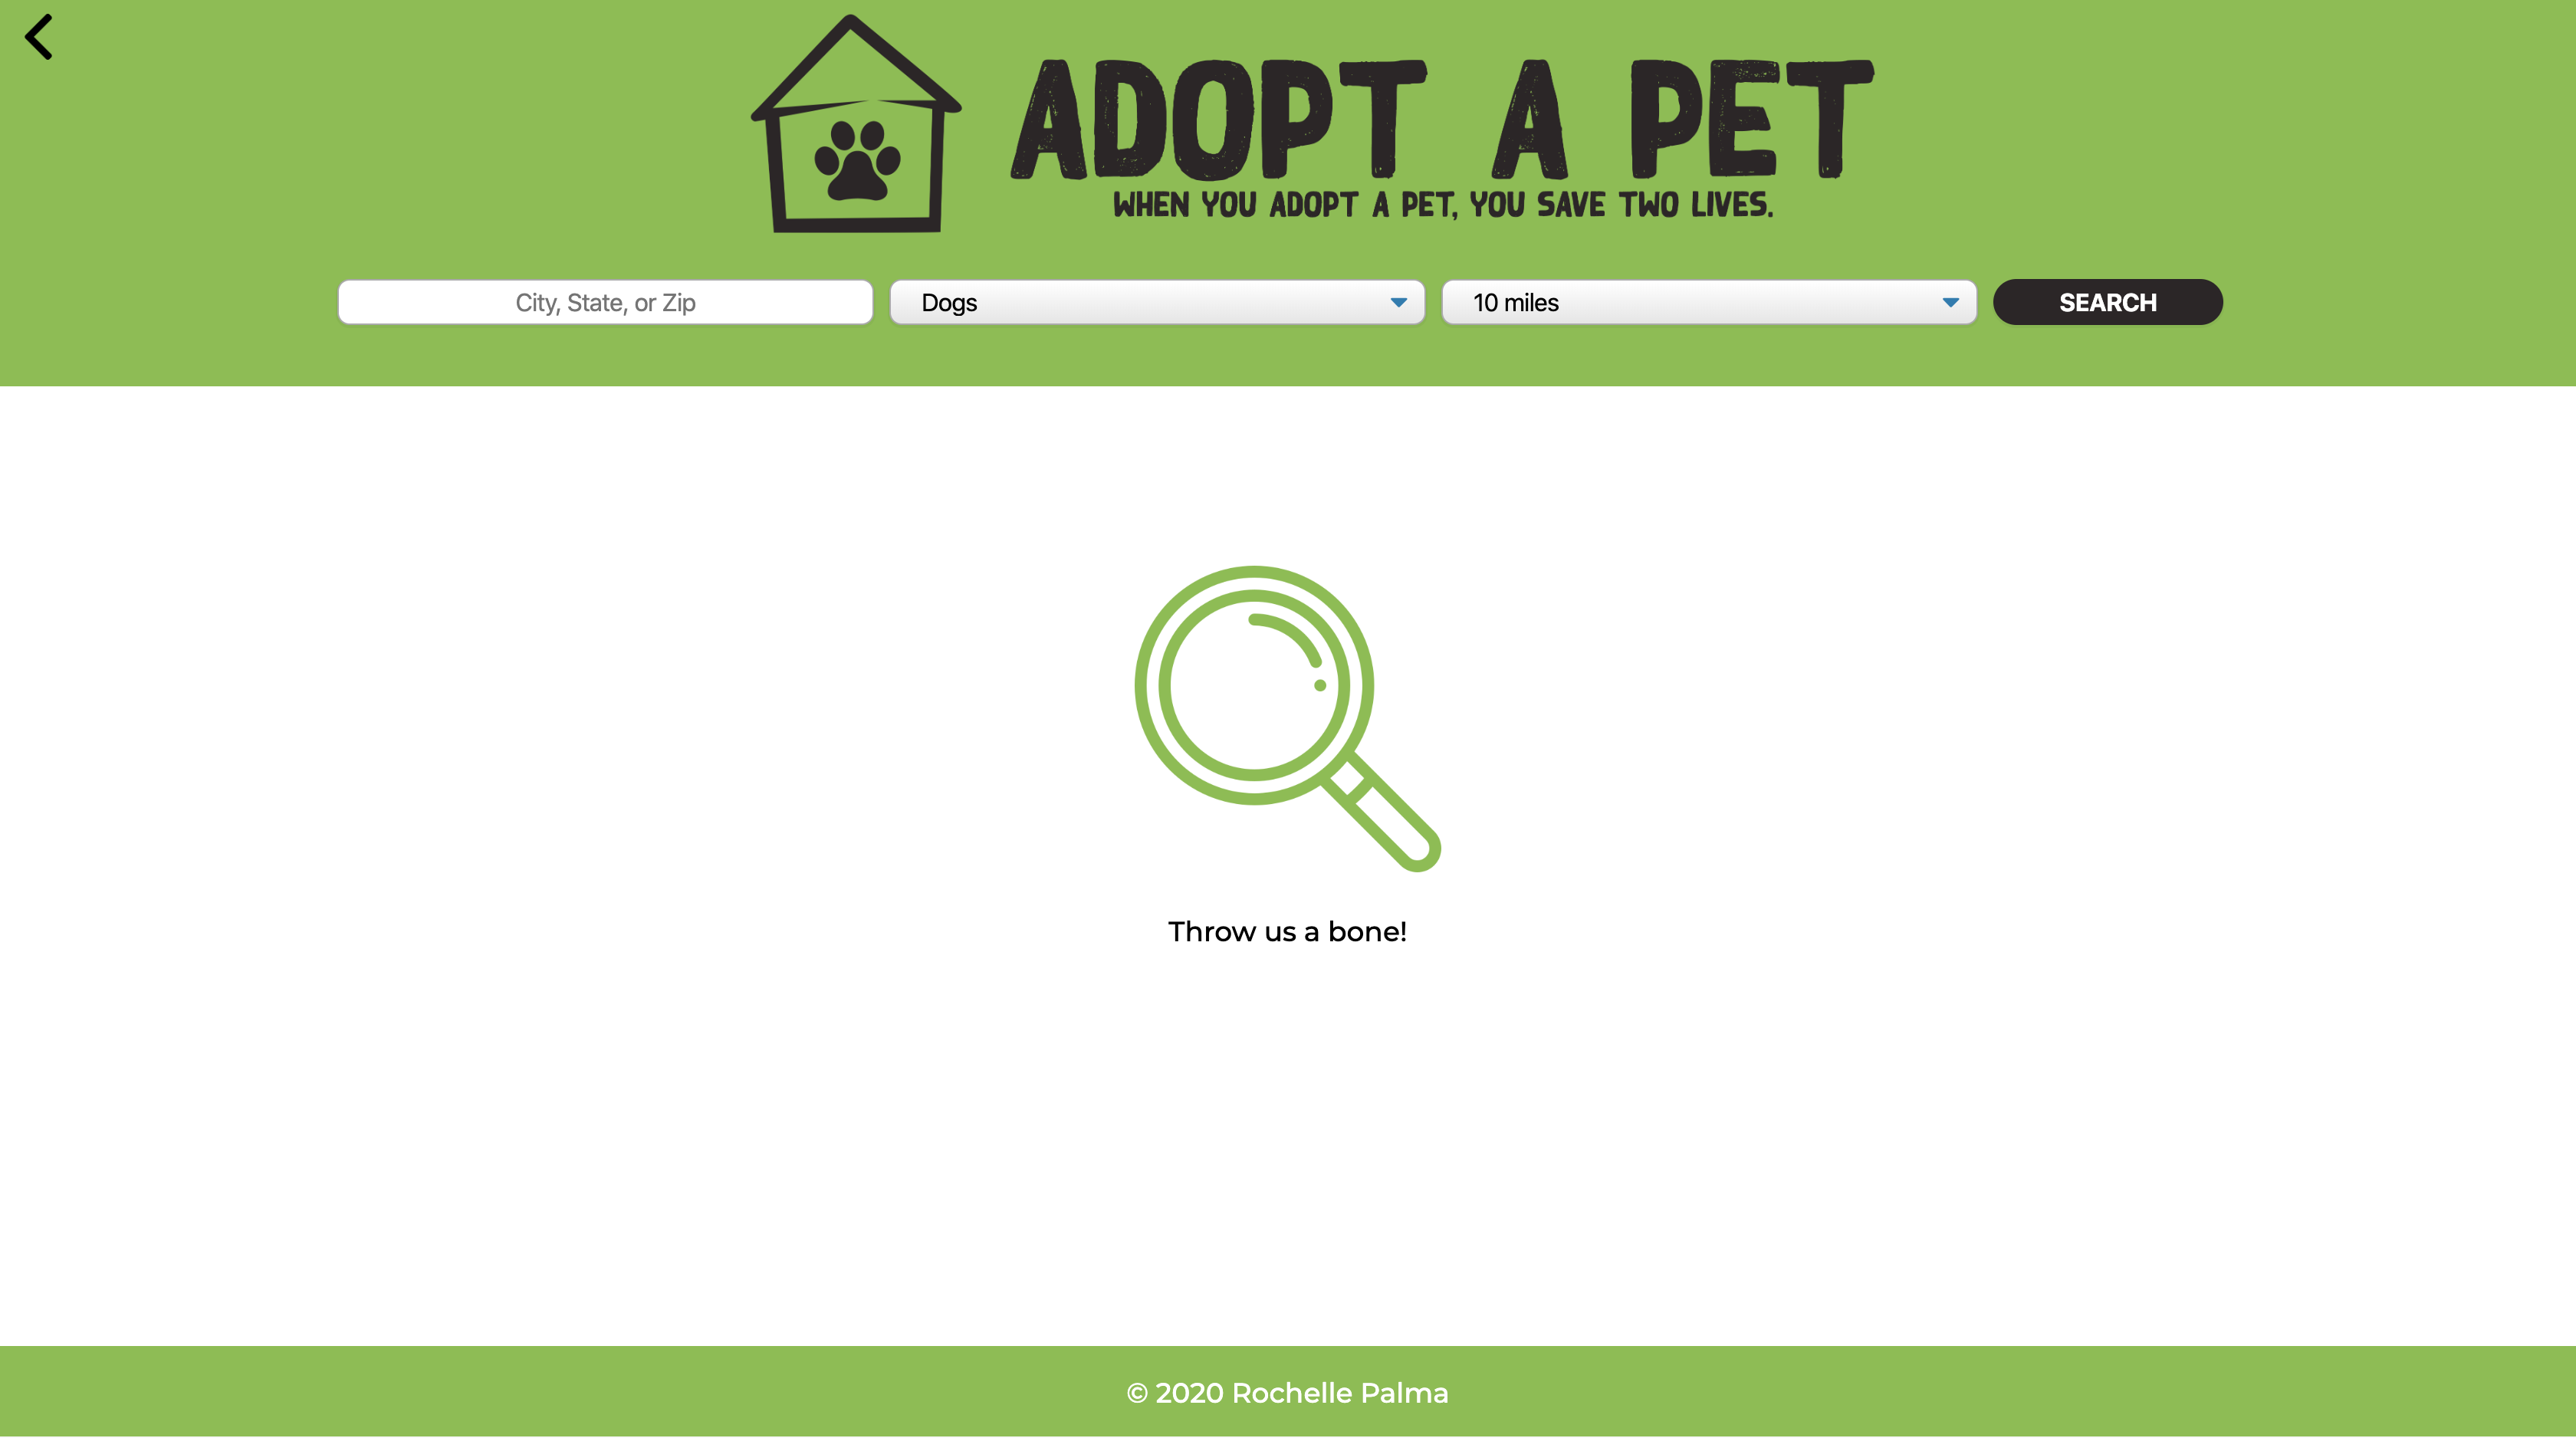 ADOPT A PET
WHEN YOU ADOPT A PET, YOU SAVE TWO LIVES.
City, State, or Zip
Dogs
10 miles
SEARCH
Throw us a bone!
© 2020 Rochelle Palma